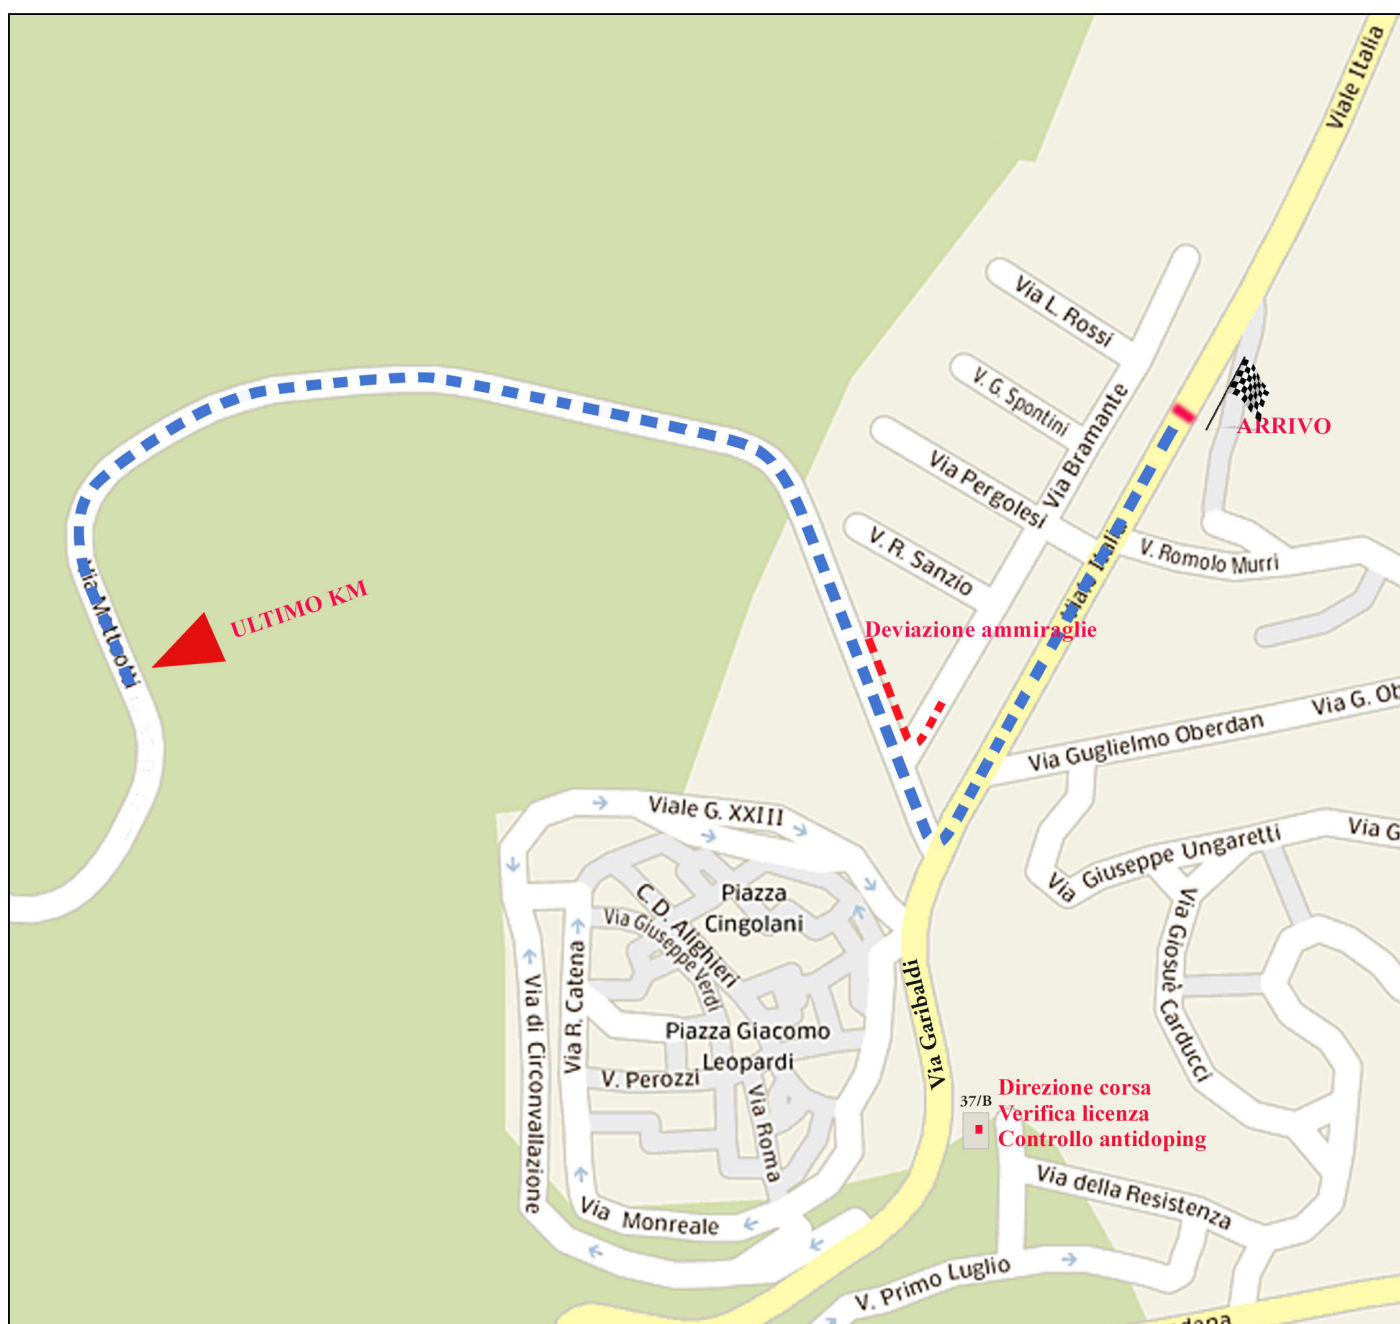 Viale Italia
Via L. Rossi
V. G. Spontini
Via Bramante
ARRIVO
Via Pergolesi
V. Romolo Murri
V. R. Sanzio
Viale Italia
Via Matteotti
ULTIMO KM
Deviazione ammiraglie
Via Guglielmo Oberdan
Via G. Ob
Viale G. XXIII
Via Giuseppe Ungaretti
Via G
Piazza
Cingolani
C. D. Alighieri
Via Giuseppe Verdi
Via Giosuè Carducci
Via R. Catena
Via di Circonvallazione
Via Garibaldi
Piazza Giacomo
Leopardi
V. Perozzi
Via Roma
37/B
Direzione corsa
Verifica licenza
Controllo antidoping
Via della Resistenza
Via Monreale
V. Primo Luglio